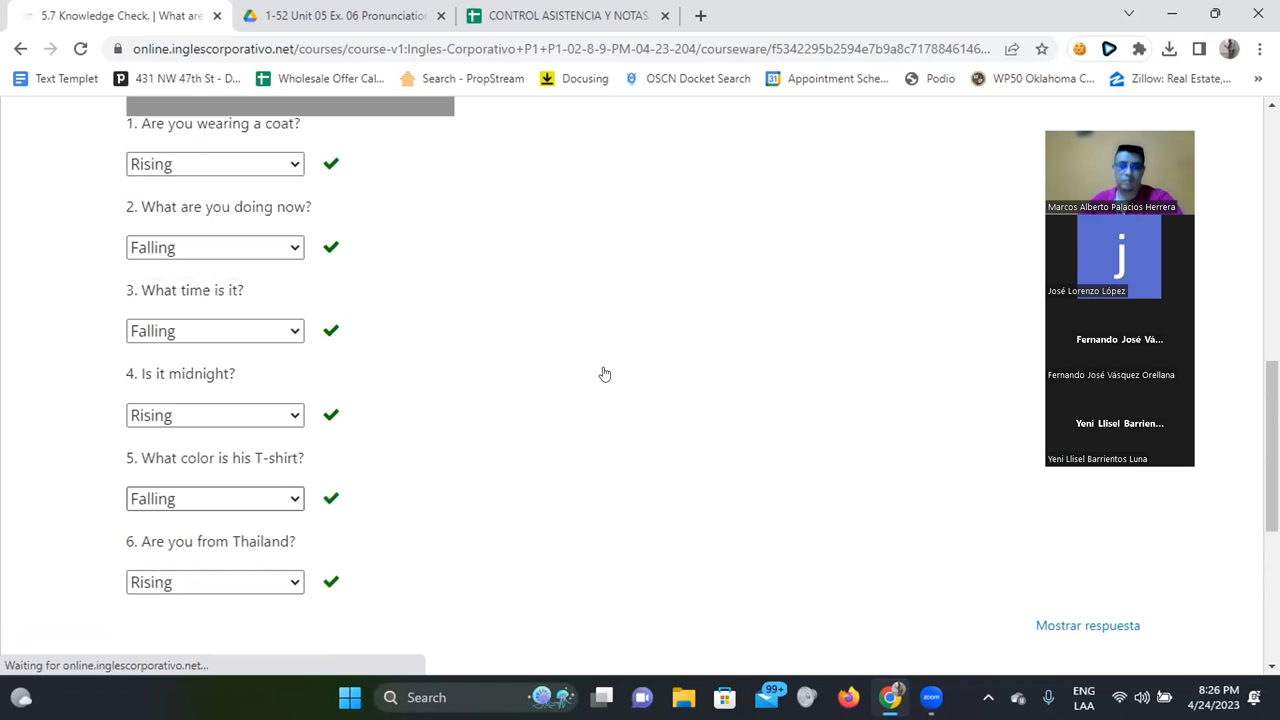 5.7 Knowledge Check. | What are
1-52 Unit 05 Ex. 06 Pronunciation
CONTROL ASISTENCIA Y NOTAS
online.inglescorporativo.net/courses/course-v1:Ingles-Corporativo+P1+P1-02-8-9-PM-04-23-204/courseware/f5342295b2594e7b9a8c7178846146...
Text Templet
431 NW 47th St - D...
Wholesale Offer Cal...
Search - PropStream
Docusing
OSCN Docket Search
Appointment Sche...
Podio
WP50 Oklahoma C...
Zillow: Real Estate,...
1. Are you wearing a coat?
Rising
2. What are you doing now?
Falling
3. What time is it?
Falling
4. Is it midnight?
Rising
5. What color is his T-shirt?
Falling
6. Are you from Thailand?
Rising
Mostrar respuesta
Marcos Alberto Palacios Herrera
j
José Lorenzo López
Fernando José Vá...
Fernando José Vásquez Orellana
Yeni Llisel Barrien...
Yeni Llisel Barrientos Luna
Waiting for online.inglescorporativo.net...
Search
99+
zoom
ENG
LAA
8:26 PM
4/24/2023